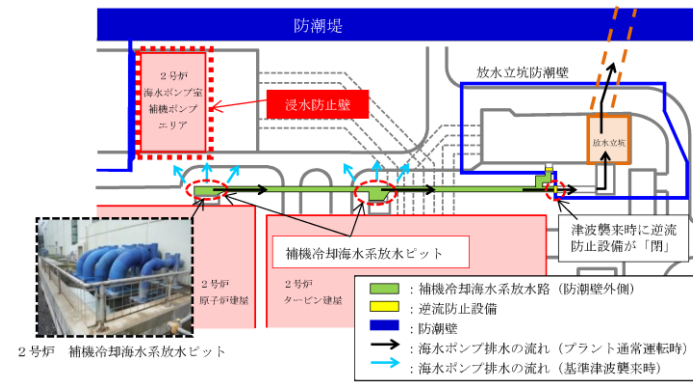 防潮堤
2号炉
海水ポンプ室
補機ポンプ
エリア
浸水防止壁
放水立坑防潮壁
放水立坑
補機冷却海水系放水ピット
津波襲来時に逆流
防止設備が「閉」
2号炉
原子炉建屋
2号炉
タービン建屋
2号炉 補機冷却海水系放水ピット
:補機冷却海水系放水路(防潮壁外側)
:逆流防止設備
:防潮壁
:海水ポンプ排水の流れ(プラント通常運転時)
:海水ポンプ排水の流れ(基準津波襲来時)